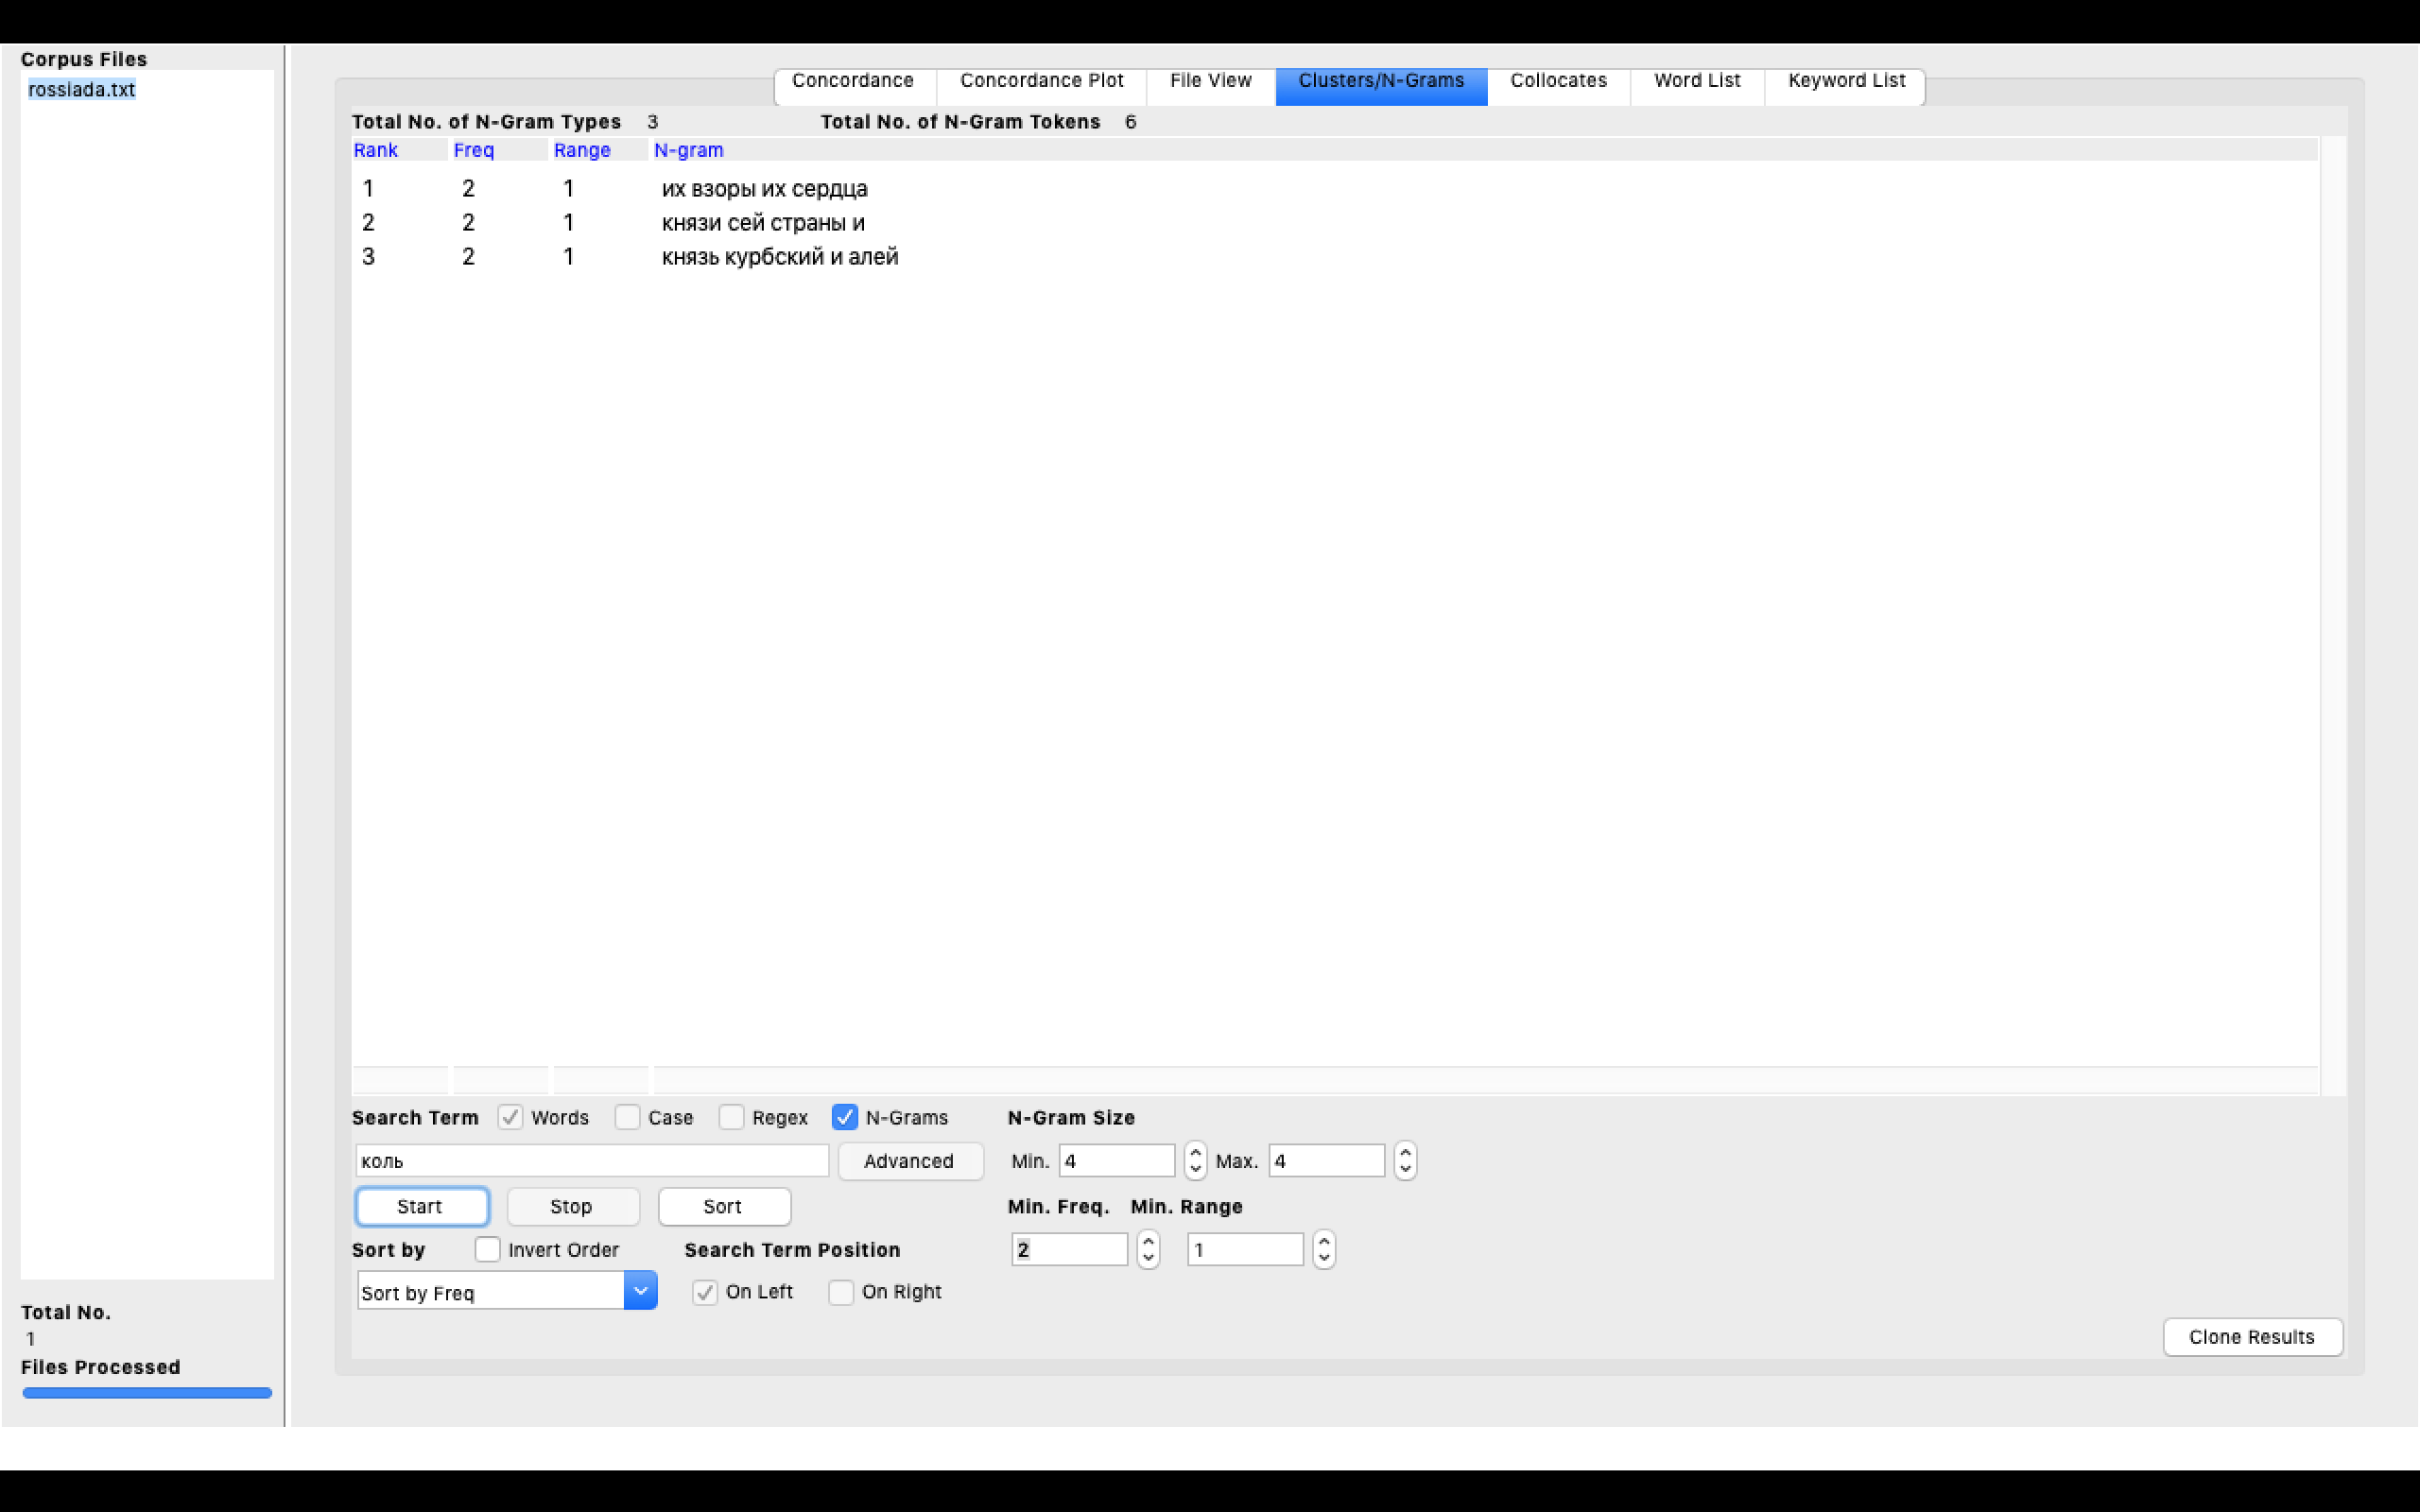 Corpus Files
rossiada.txt
Concordance Concordance Plot File View Clusters/N-Grams Collocates Word List Keyword List
Total No. of N-Gram Types 3 Total No. of N-Gram Tokens 6
Rank Freq Range N-gram
1 2 1 их взоры их сердца
2 2 1 князи сей страны и
3 2 1 князь курбский и алей
Search Term Words Case Regex N-Grams N-Gram Size
коль Advanced Min. 4 Max. 4
Start Stop Sort Min. Freq. Min. Range
Sort by Invert Order Search Term Position 2 1
Sort by Freq On Left On Right
Total No.
1
Files Processed
Clone Results